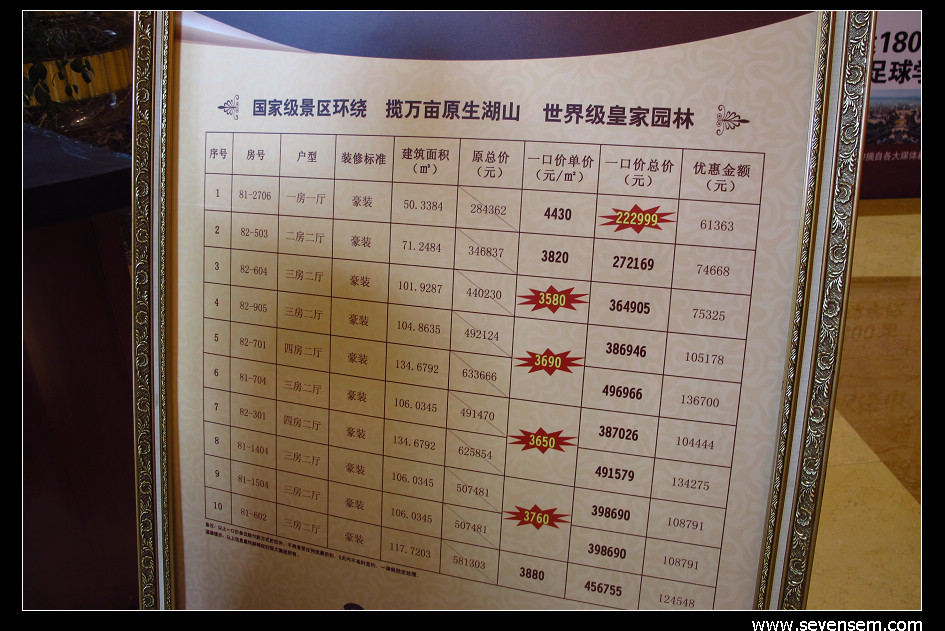 国家级景区环绕 揽万亩原生湖山 世界级皇家园林
序号 房号 户型 装修标准 建筑面积（㎡） 原总价（元） 一口价单价（元/㎡） 一口价总价（元） 优惠金额（元）
1 81-2706 一房一厅 豪装 50.3384 284362 4430 222999 61363
2 82-503 二房二厅 豪装 71.2484 346837 3820 272169 74668
3 82-604 三房二厅 豪装 101.9287 440230 3580 364905 75325
4 82-905 三房二厅 豪装 104.8635 492124 3690 386946 105178
5 82-701 四房二厅 豪装 134.6792 633666 496966 136700
6 81-704 三房二厅 豪装 106.0345 491470 3650 387026 104444
7 82-301 四房二厅 豪装 134.6792 625854 491579 134275
8 81-1404 三房二厅 豪装 106.0345 507481 3760 398690 108791
9 81-1504 三房二厅 豪装 106.0345 507481 398690 108791
10 81-602 三房二厅 豪装 117.7203 581303 3880 456755 124548
180
足球学
摘自各大媒体
www.sevensem.com